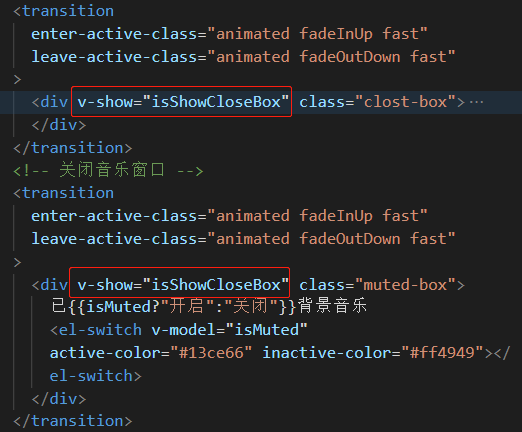 <transition
enter-active-class="animated fadeInUp fast"
leave-active-class="animated fadeOutDown fast"
>
<div v-show="isShowCloseBox" class="clost-box">⋯
</div>
</transition>
<!-- 关闭音乐窗口 -->
<transition
enter-active-class="animated fadeInUp fast"
leave-active-class="animated fadeOutDown fast"
>
<div v-show="isShowCloseBox" class="muted-box">
已{{isMuted?"开启":"关闭"}}背景音乐
<el-switch v-model="isMuted"
active-color="#13ce66" inactive-color="#ff4949"></
el-switch>
</div>
</transition>